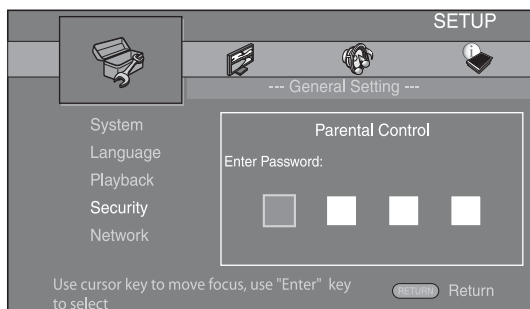 SETUP
--- General Setting ---
System
Language
Playback
Security
Network
Parental Control
Enter Password:
Use cursor key to move focus, use "Enter" key
to select
RETURN Return